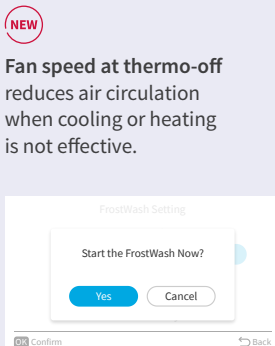 NEW
Fan speed at thermo-off
reduces air circulation
when cooling or heating
is not effective.
FrostWash Setting
Start the FrostWash Now?
Yes Cancel
OK Confirm Back